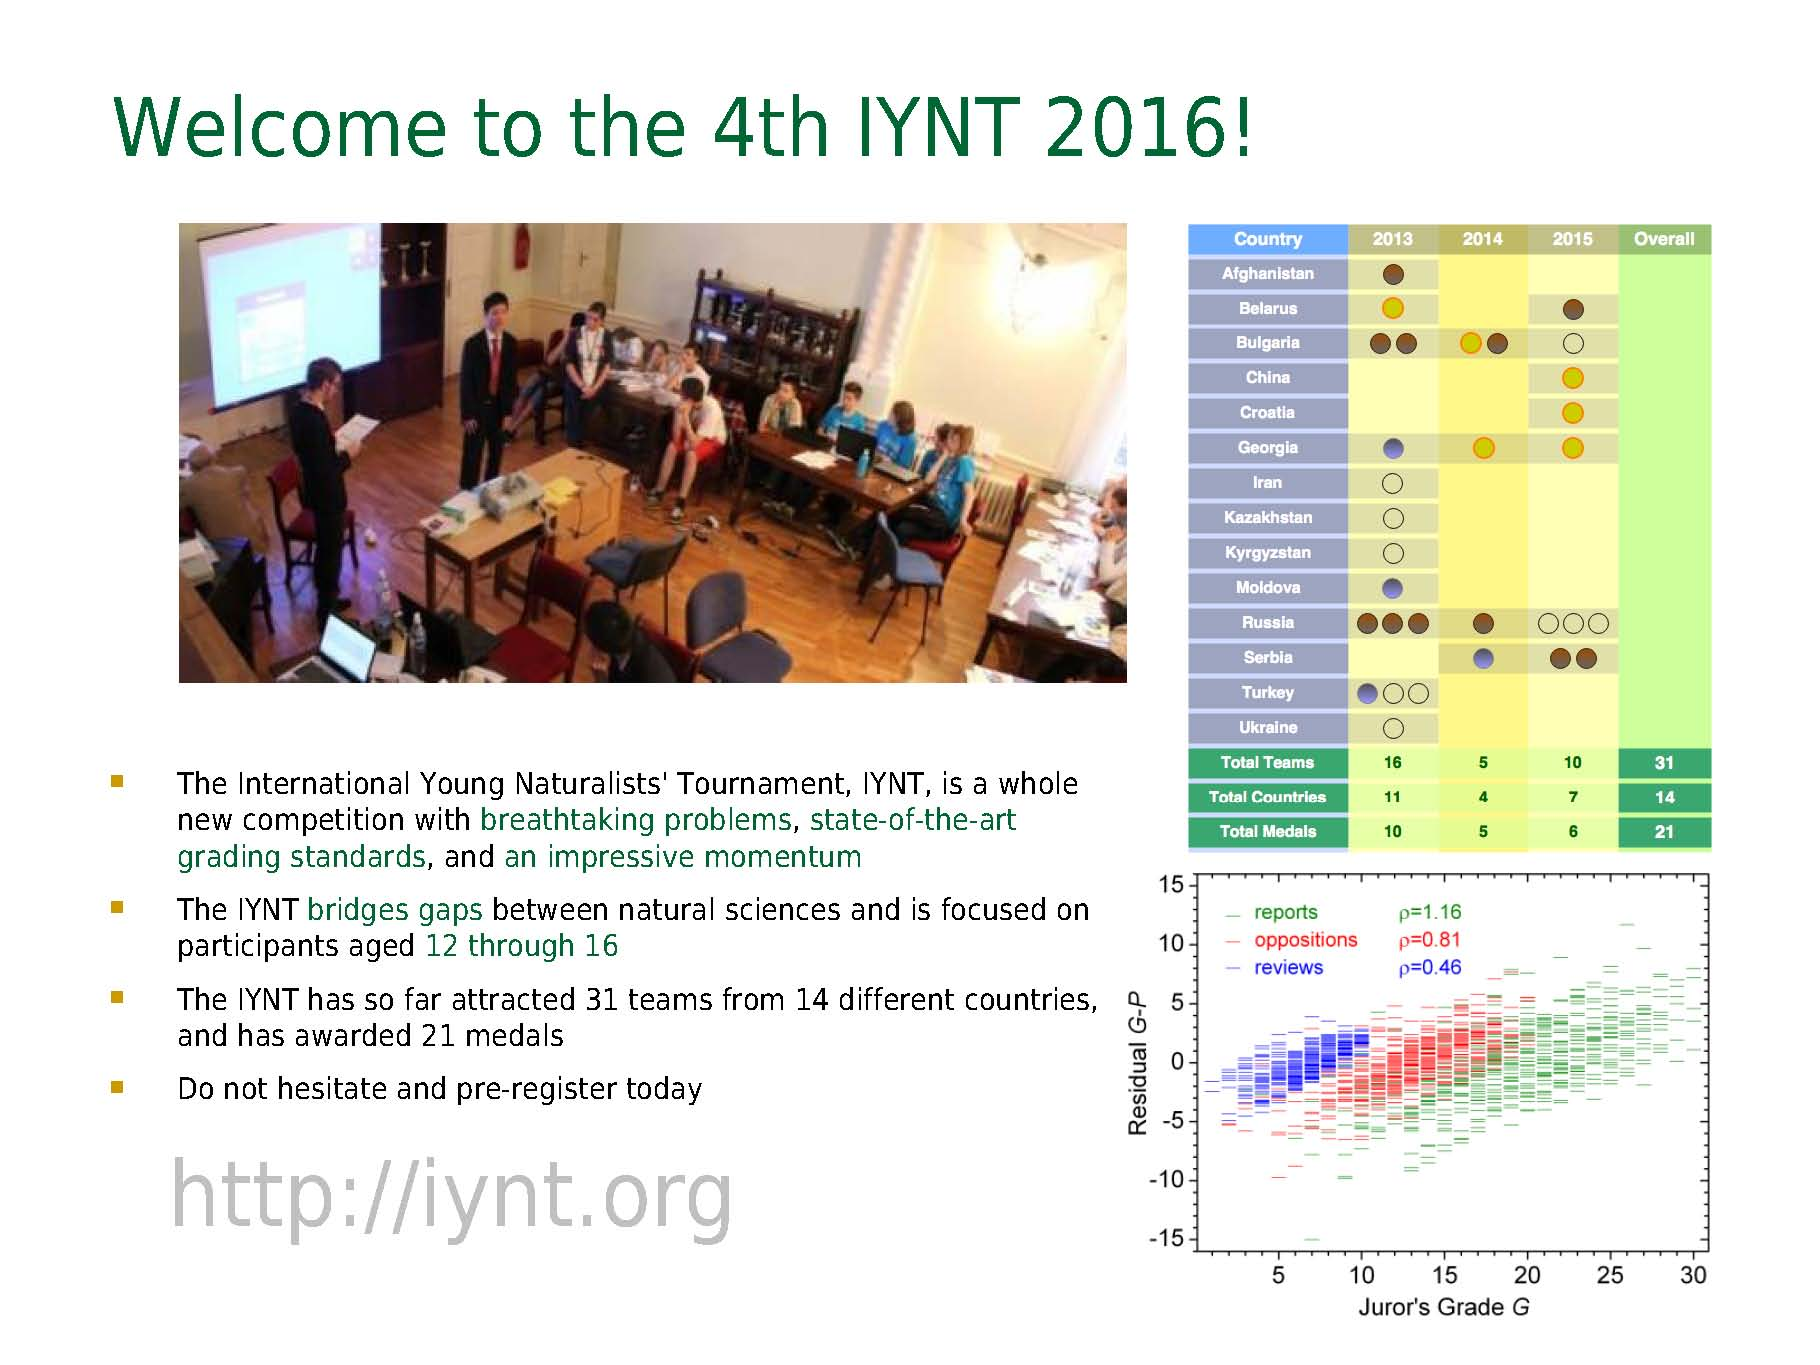 Welcome to the 4th IYNT 2016!
Country 2013 2014 2015 Overall
Afghanistan
Belarus
Bulgaria
China
Croatia
Georgia
Iran
Kazakhstan
Kyrgyzstan
Moldova
Russia
Serbia
Turkey
Ukraine
Total Teams 16 5 10 31
Total Countries 11 4 7 14
Total Medals 10 5 6 21
The International Young Naturalists' Tournament, IYNT, is a whole
new competition with breathtaking problems, state-of-the-art
grading standards, and an impressive momentum
The IYNT bridges gaps between natural sciences and is focused on
participants aged 12 through 16
The IYNT has so far attracted 31 teams from 14 different countries,
and has awarded 21 medals
Do not hesitate and pre-register today
http://iynt.org
15
10
5
0
-5
-10
-15
Residual G-P
reports ρ=1.16
oppositions ρ=0.81
reviews ρ=0.46
5 10 15 20 25 30
Juror's Grade G